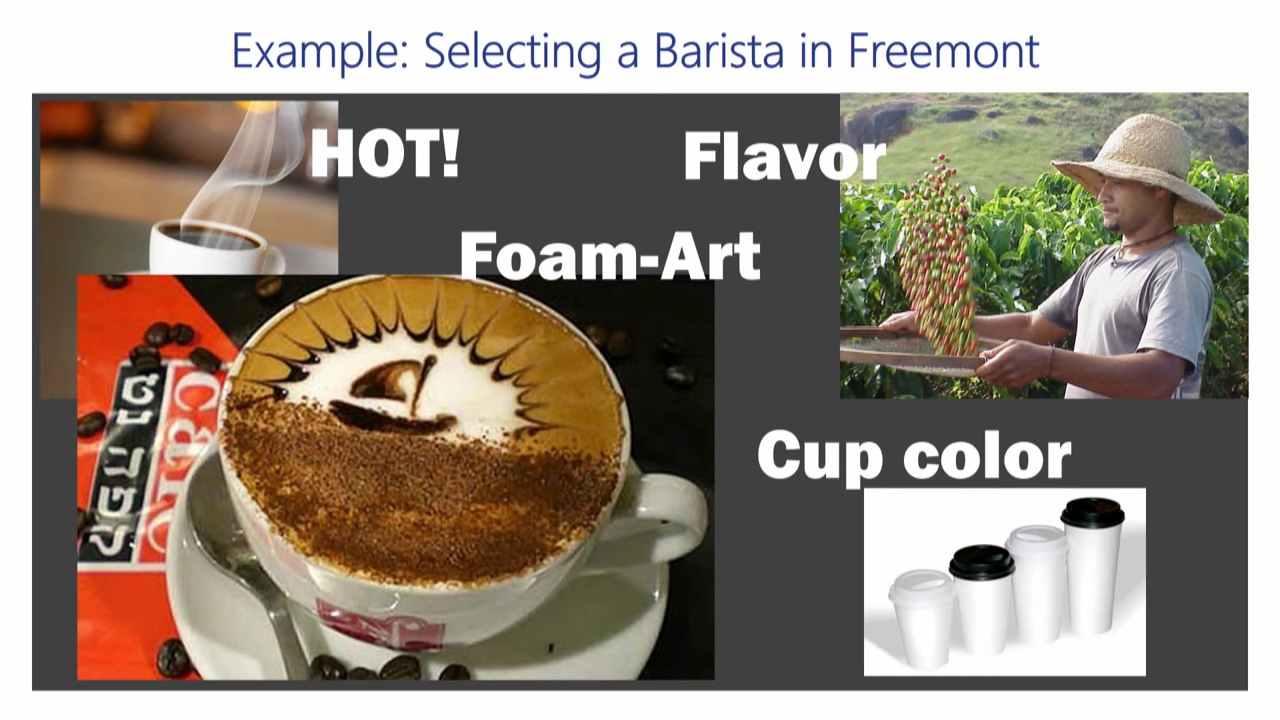 Example: Selecting a Barista in Freemont
HOT!
Flavor
Foam-Art
Cup color